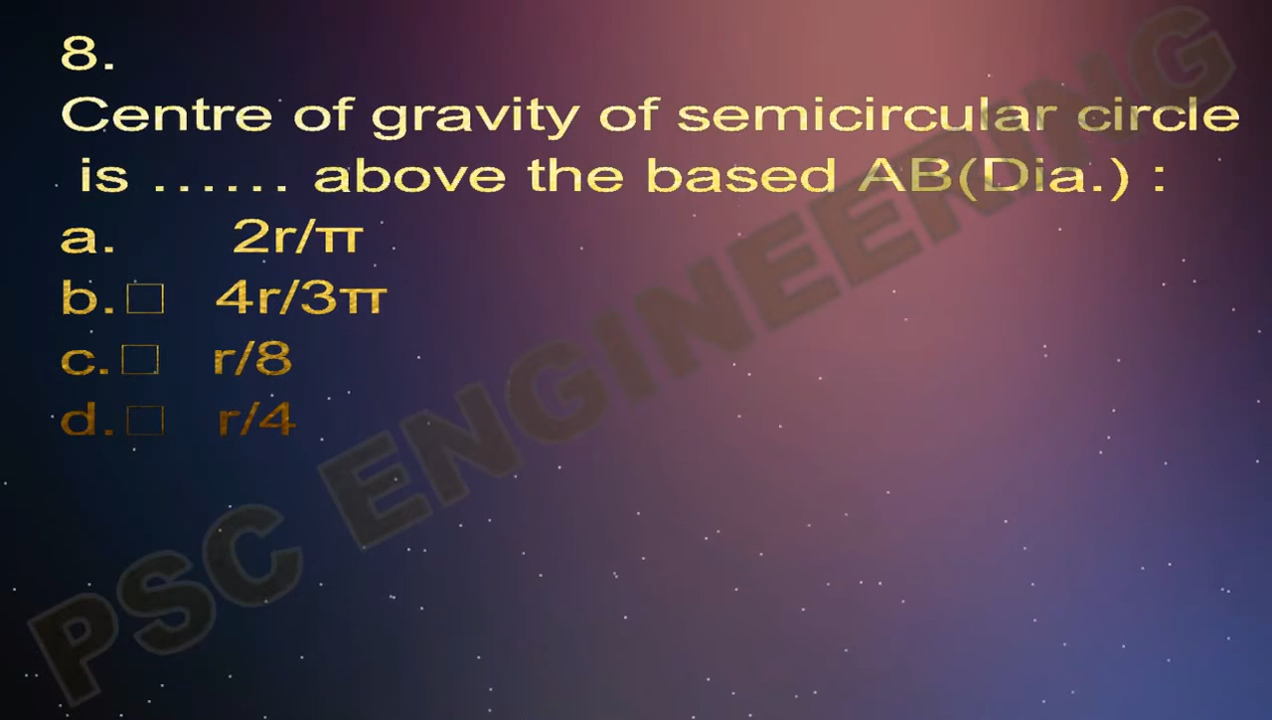 8.
Centre of gravity of semicircular circle
is …… above the based AB(Dia.) :
a. 2r/π
b.□ 4r/3π
c.□ r/8
d.□ r/4
PSC ENGINEERING